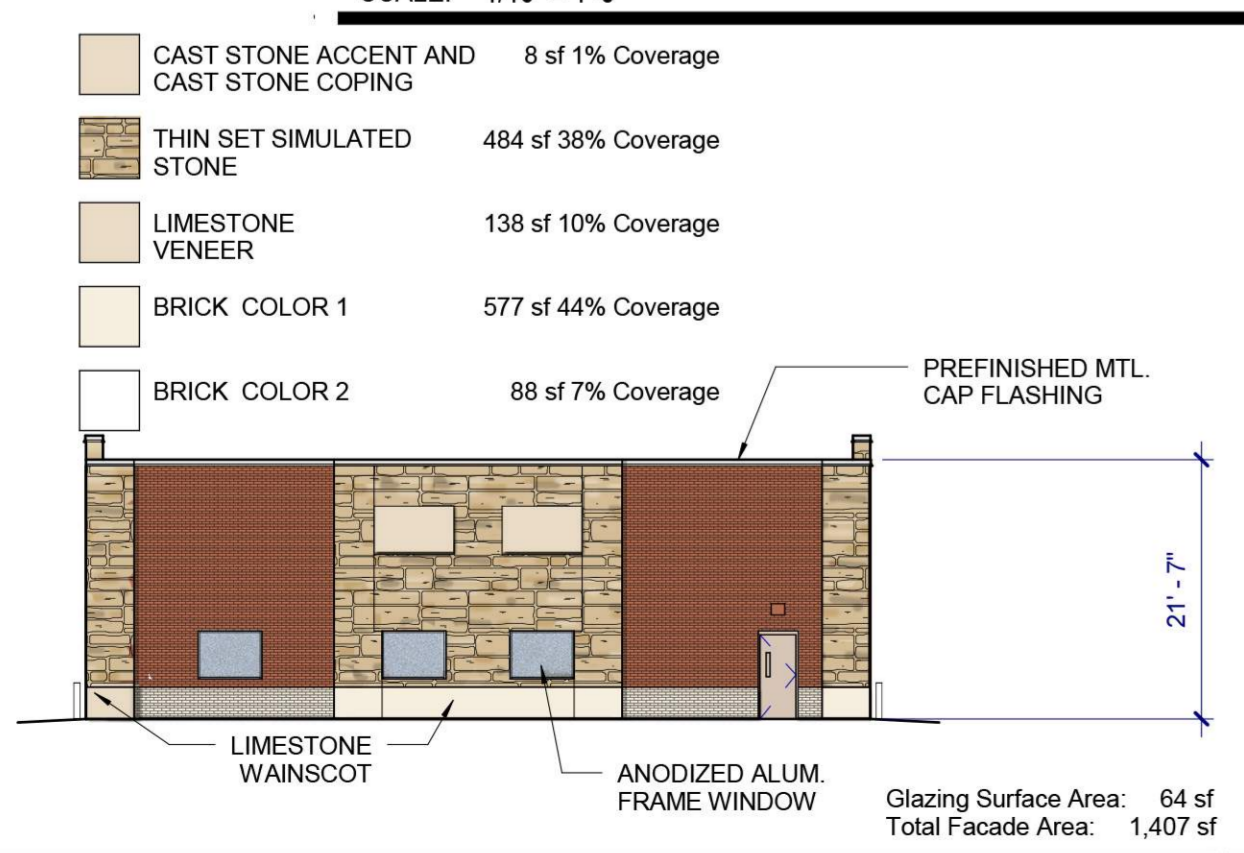 CAST STONE ACCENT AND 8 sf 1% Coverage
CAST STONE COPING
THIN SET SIMULATED 484 sf 38% Coverage
STONE
LIMESTONE 138 sf 10% Coverage
VENEER
BRICK COLOR 1 577 sf 44% Coverage
BRICK COLOR 2 88 sf 7% Coverage
PREFINISHED MTL.
CAP FLASHING
21' - 7"
LIMESTONE
WAINSCOT
ANODIZED ALUM.
FRAME WINDOW
Glazing Surface Area: 64 sf
Total Facade Area: 1,407 sf